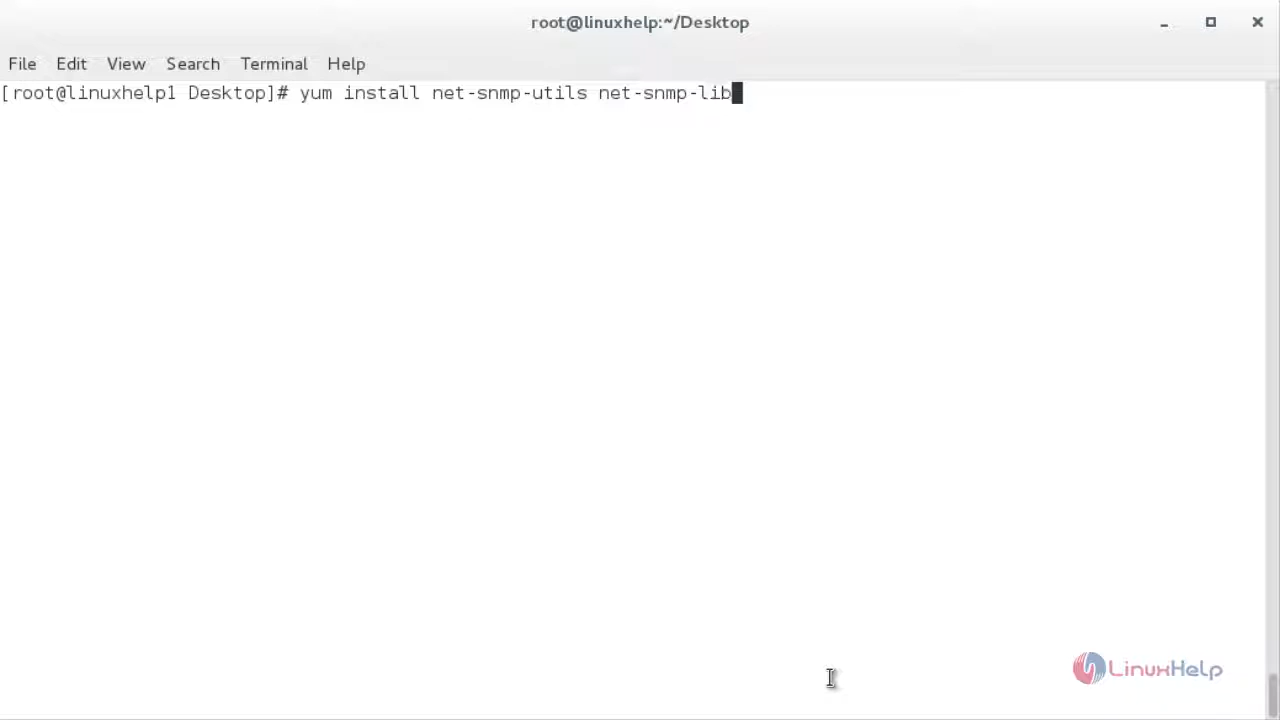 root@linuxhelp:~/Desktop
File Edit View Search Terminal Help
[root@linuxhelp1 Desktop]# yum install net-snmp-utils net-snmp-lib
LinuxHelp